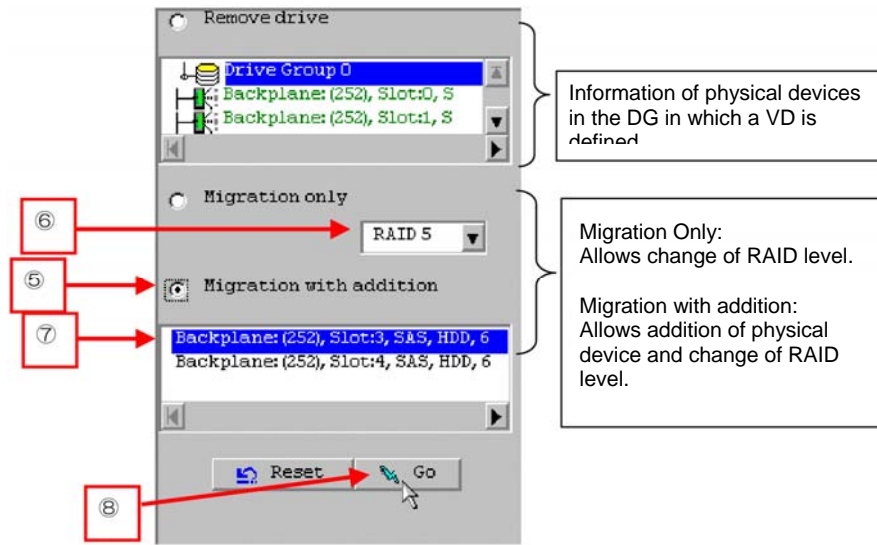 Remove drive
Drive Group 0
Backplane: (252), Slot:0, S
Backplane: (252), Slot:1, S
Information of physical devices
in the DG in which a VD is
defined
⑥
Migration only
RAID 5
⑤
Migration with addition
⑦
Backplane: (252), Slot:3, SAS, HDD, 6
Backplane: (252), Slot:4, SAS, HDD, 6
Migration Only:
Allows change of RAID level.
Migration with addition:
Allows addition of physical
device and change of RAID
level.
Reset
Go
⑧